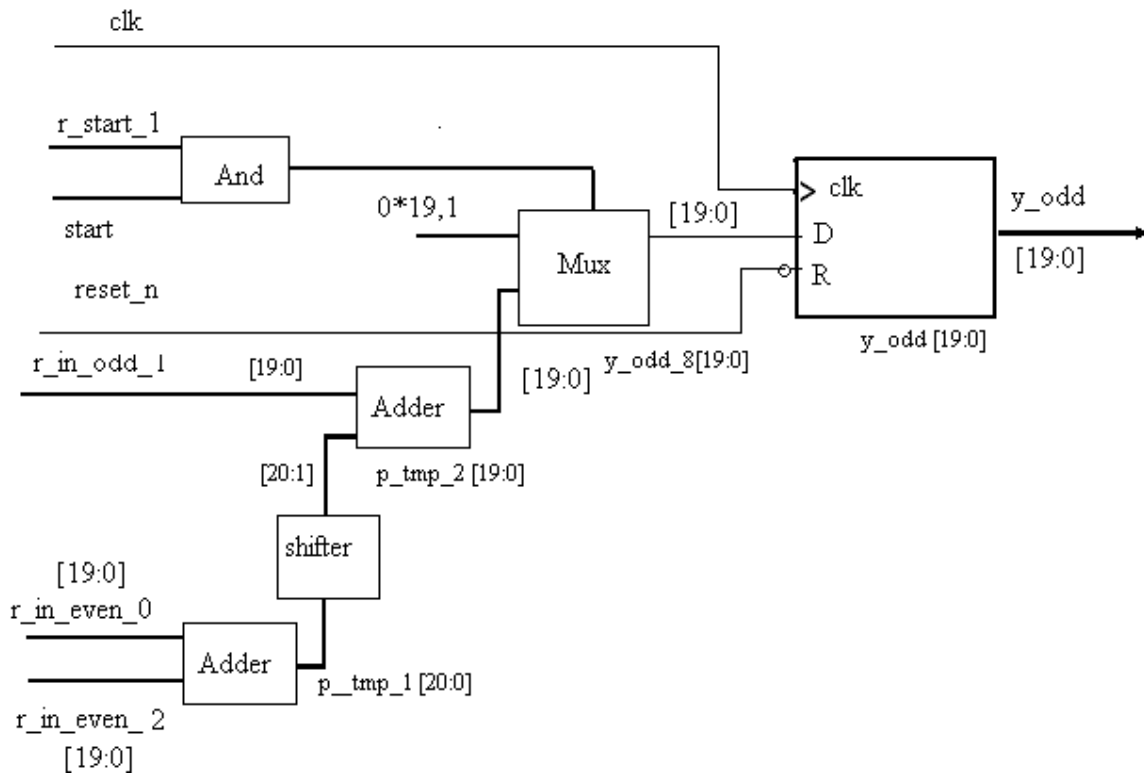 clk
r_start_1
And
start
0*19,1
[19:0]
clk
y_odd
D
[19:0]
Mux
R
reset_n
y_odd [19:0]
y_odd_8[19:0]
r_in_odd_1
[19:0]
[19:0]
Adder
[20:1]
p_tmp_2 [19:0]
shifter
[19:0]
r_in_even_0
Adder
p__tmp_1 [20:0]
r_in_even_ 2
[19:0]